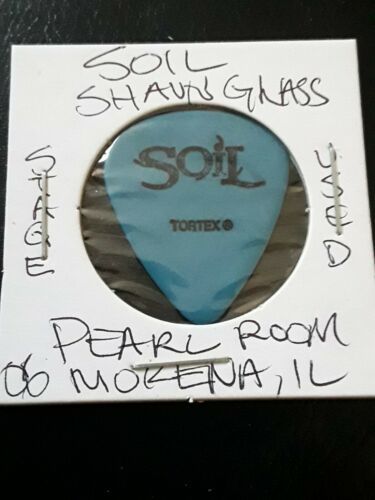 SOIL
SHAUN GLASS
STAGE
SOIL
TORTEX®
USED
PEARL ROOM
06 MOKENA, IL